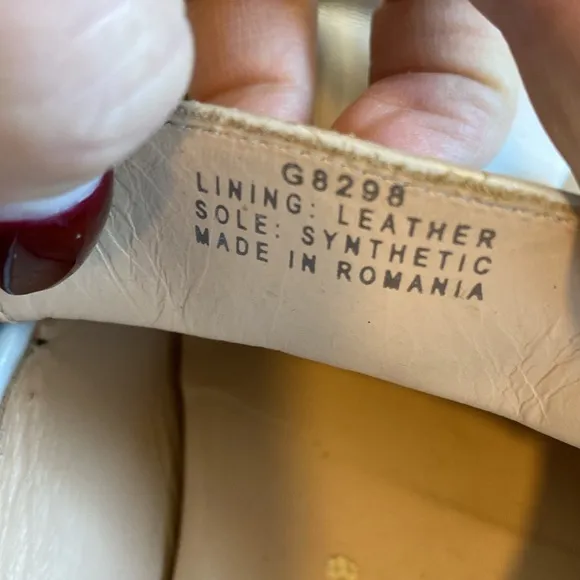 G8298
LINING: LEATHER
SOLE: SYNTHETIC
MADE IN ROMANIA